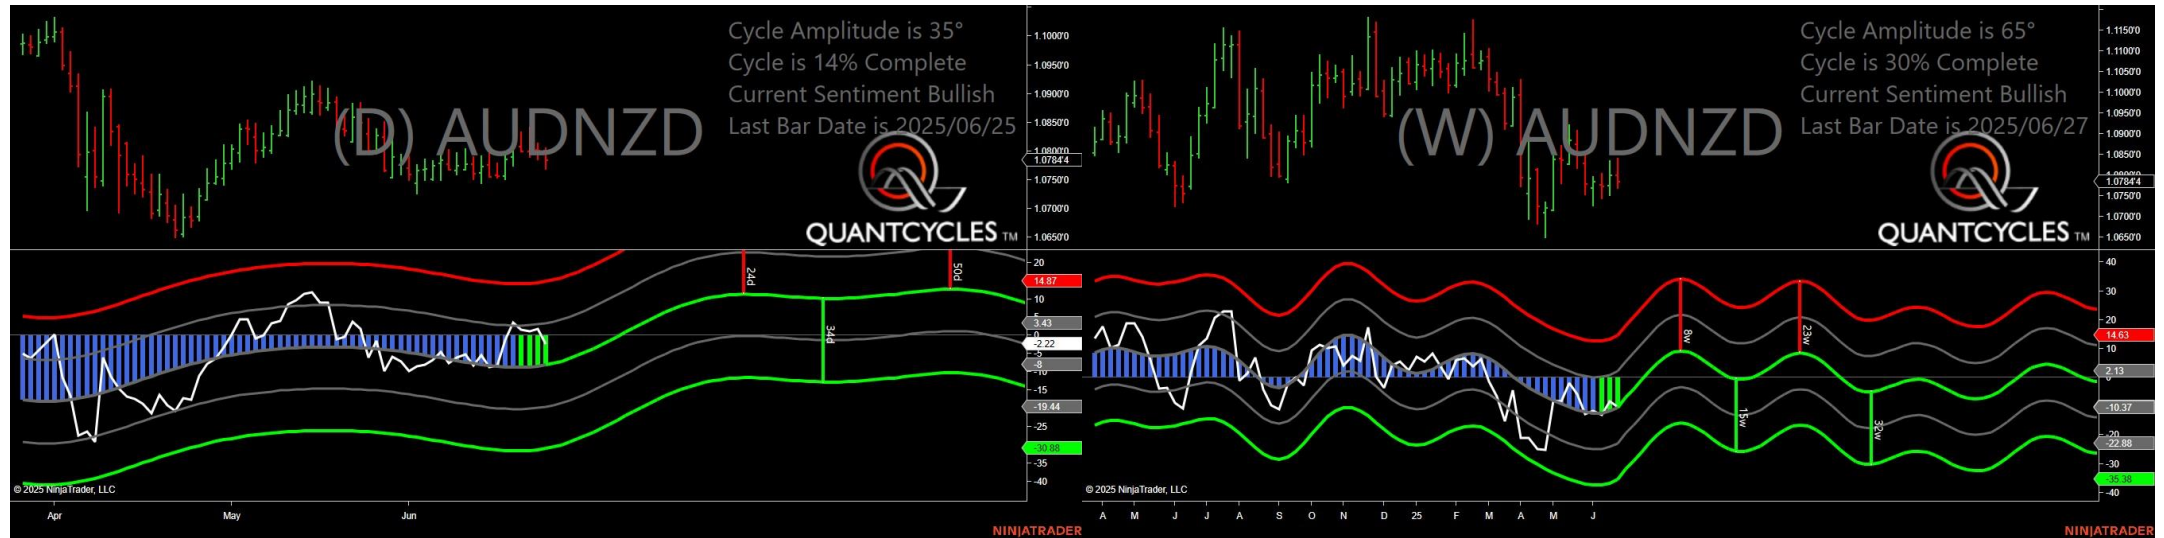 Cycle Amplitude is 35°
Cycle is 14% Complete
Current Sentiment Bullish
Last Bar Date is 2025/06/25
(D) AUDNZD
QUANTCYCLES TM
1.1000'0
1.0950'0
1.0900'0
1.0850'0
1.0800'0
1.0784'4
1.0750'0
1.0700'0
1.0650'0
24d
50d
34d
20
14.87
10
3.43
0
-2.22
-5
-8
-10
-15
-19.44
-25
-30.88
-35
-40
© 2025 NinjaTrader, LLC
Apr
May
Jun
NINJATRADER
Cycle Amplitude is 65°
Cycle is 30% Complete
Current Sentiment Bullish
Last Bar Date is 2025/06/27
(W) AUDNZD
QUANTCYCLES TM
1.1150'0
1.1100'0
1.1050'0
1.1000'0
1.0950'0
1.0900'0
1.0850'0
1.0784'4
1.0750'0
1.0700'0
1.0650'0
8w
23w
15w
32w
40
30
20
14.63
10
2.13
0
-10.37
-20
-22.88
-30
-35.38
-40
© 2025 NinjaTrader, LLC
A M J J A S O N D 25 F M A M J
NINJATRADER